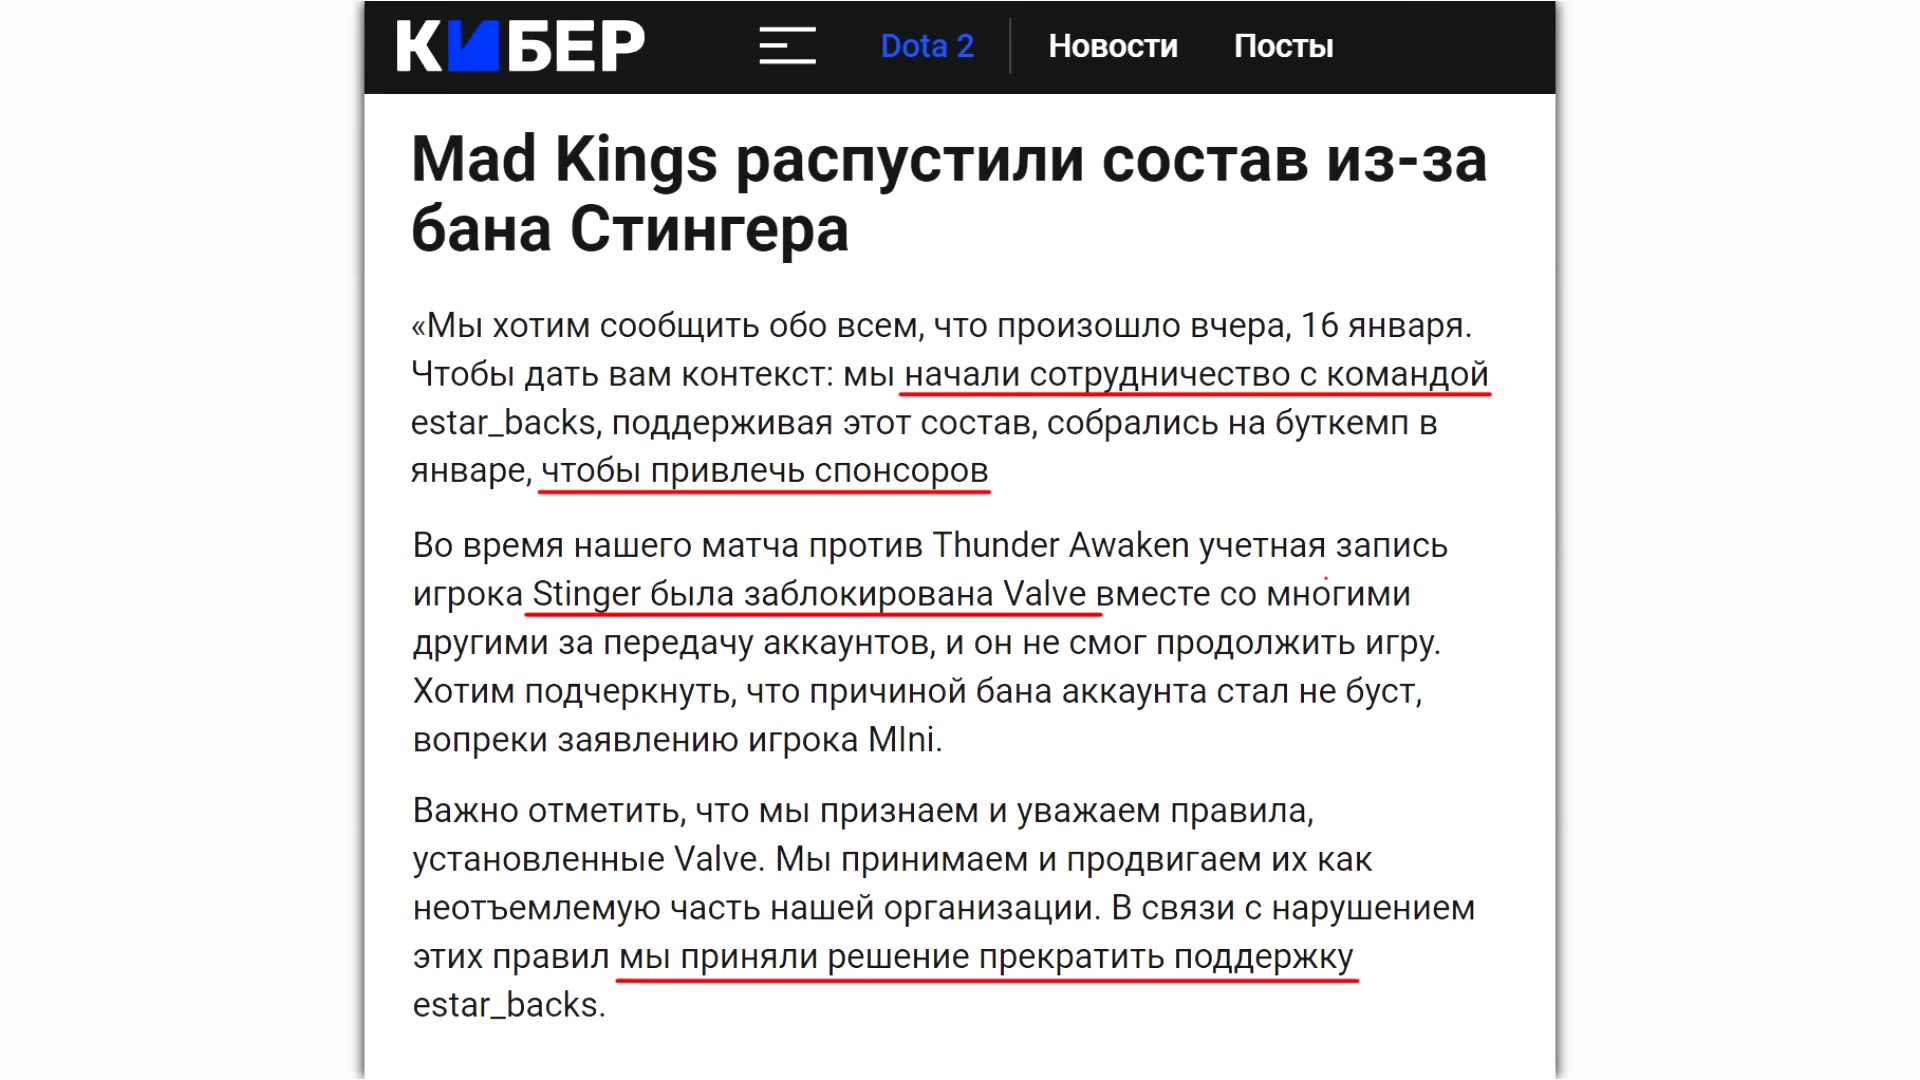 КИБЕР Dota 2 Новости Посты
Mad Kings распустили состав из-за
бана Стингера
«Мы хотим сообщить обо всем, что произошло вчера, 16 января.
Чтобы дать вам контекст: мы начали сотрудничество с командой
estar_backs, поддерживая этот состав, собрались на буткемп в
январе, чтобы привлечь спонсоров
Во время нашего матча против Thunder Awaken учетная запись
игрока Stinger была заблокирована Valve вместе со многими
другими за передачу аккаунтов, и он не смог продолжить игру.
Хотим подчеркнуть, что причиной бана аккаунта стал не буст,
вопреки заявлению игрока MIni.
Важно отметить, что мы признаем и уважаем правила,
установленные Valve. Мы принимаем и продвигаем их как
неотъемлемую часть нашей организации. В связи с нарушением
этих правил мы приняли решение прекратить поддержку
estar_backs.